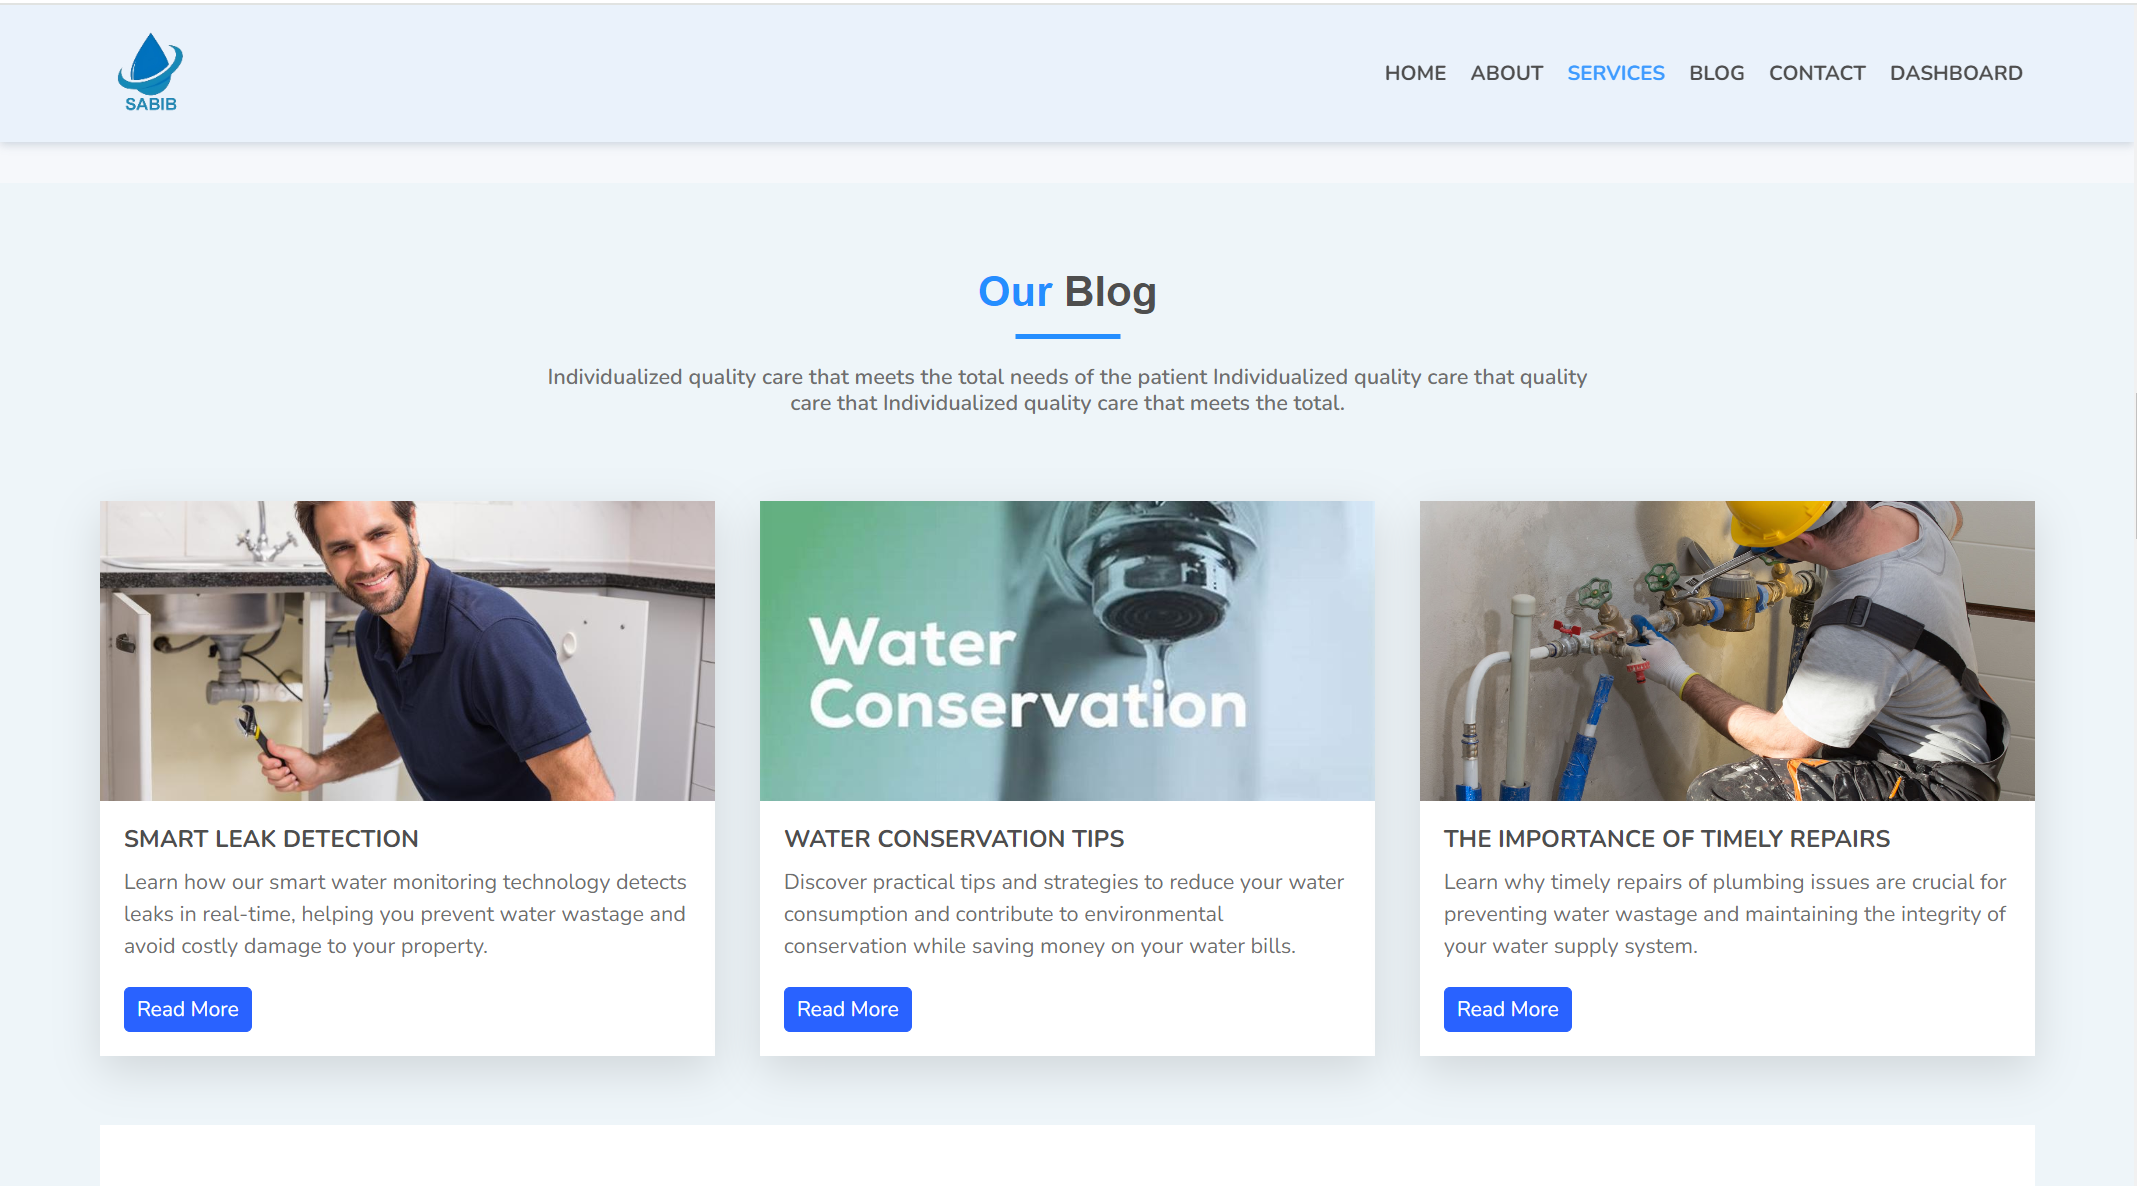 SABIB
HOME ABOUT SERVICES BLOG CONTACT DASHBOARD
Our Blog
Individualized quality care that meets the total needs of the patient Individualized quality care that quality
care that Individualized quality care that meets the total.
Water
Conservation
SMART LEAK DETECTION
Learn how our smart water monitoring technology detects
leaks in real-time, helping you prevent water wastage and
avoid costly damage to your property.
Read More
WATER CONSERVATION TIPS
Discover practical tips and strategies to reduce your water
consumption and contribute to environmental
conservation while saving money on your water bills.
Read More
THE IMPORTANCE OF TIMELY REPAIRS
Learn why timely repairs of plumbing issues are crucial for
preventing water wastage and maintaining the integrity of
your water supply system.
Read More